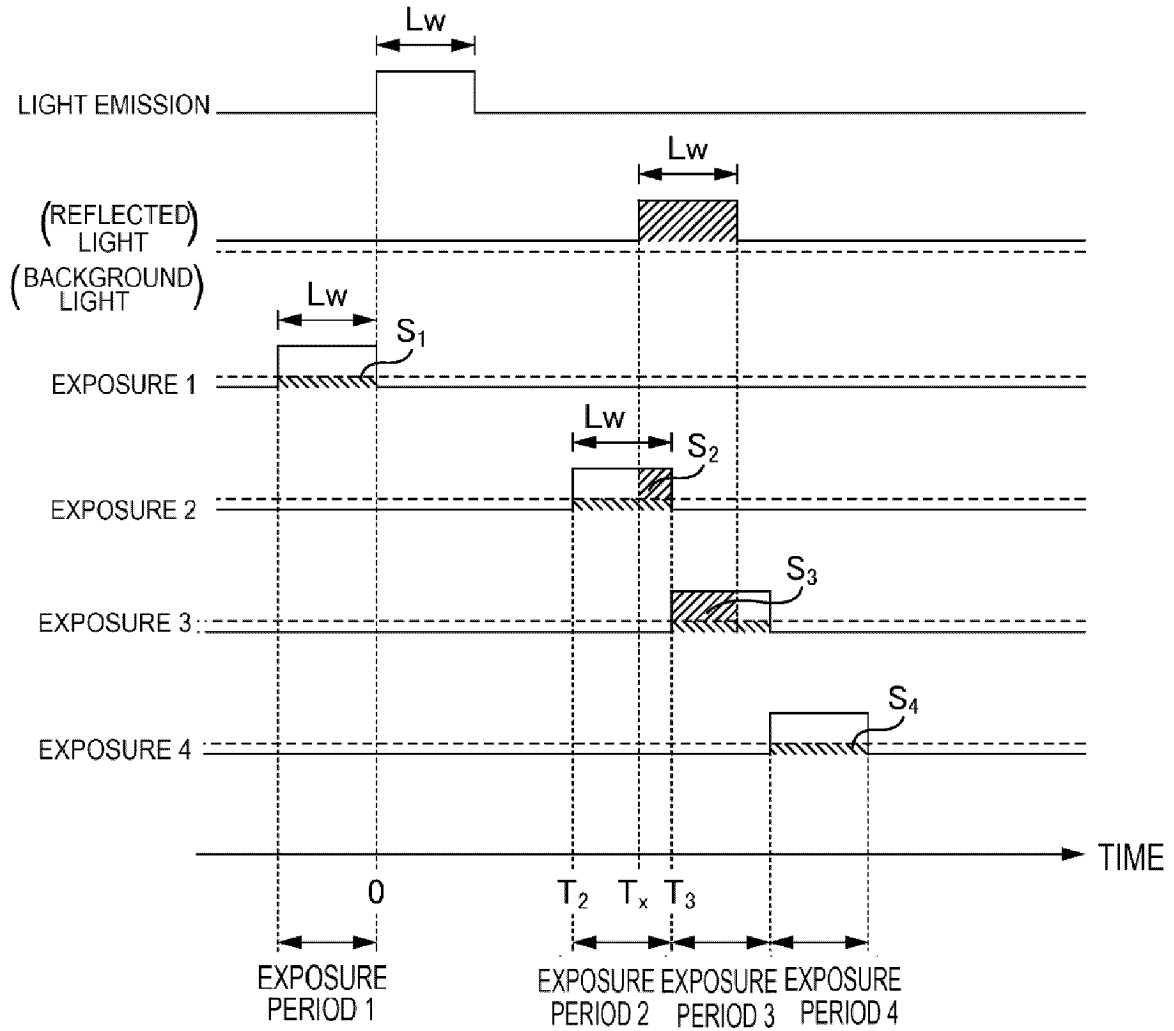 Lw
LIGHT EMISSION
Lw
(REFLECTED LIGHT)
(BACKGROUND LIGHT)
Lw
S₁
EXPOSURE 1
Lw
S₂
EXPOSURE 2
S₃
EXPOSURE 3
S₄
EXPOSURE 4
TIME
0 T₂ Tₓ T₃
EXPOSURE PERIOD 1
EXPOSURE PERIOD 2
EXPOSURE PERIOD 3
EXPOSURE PERIOD 4